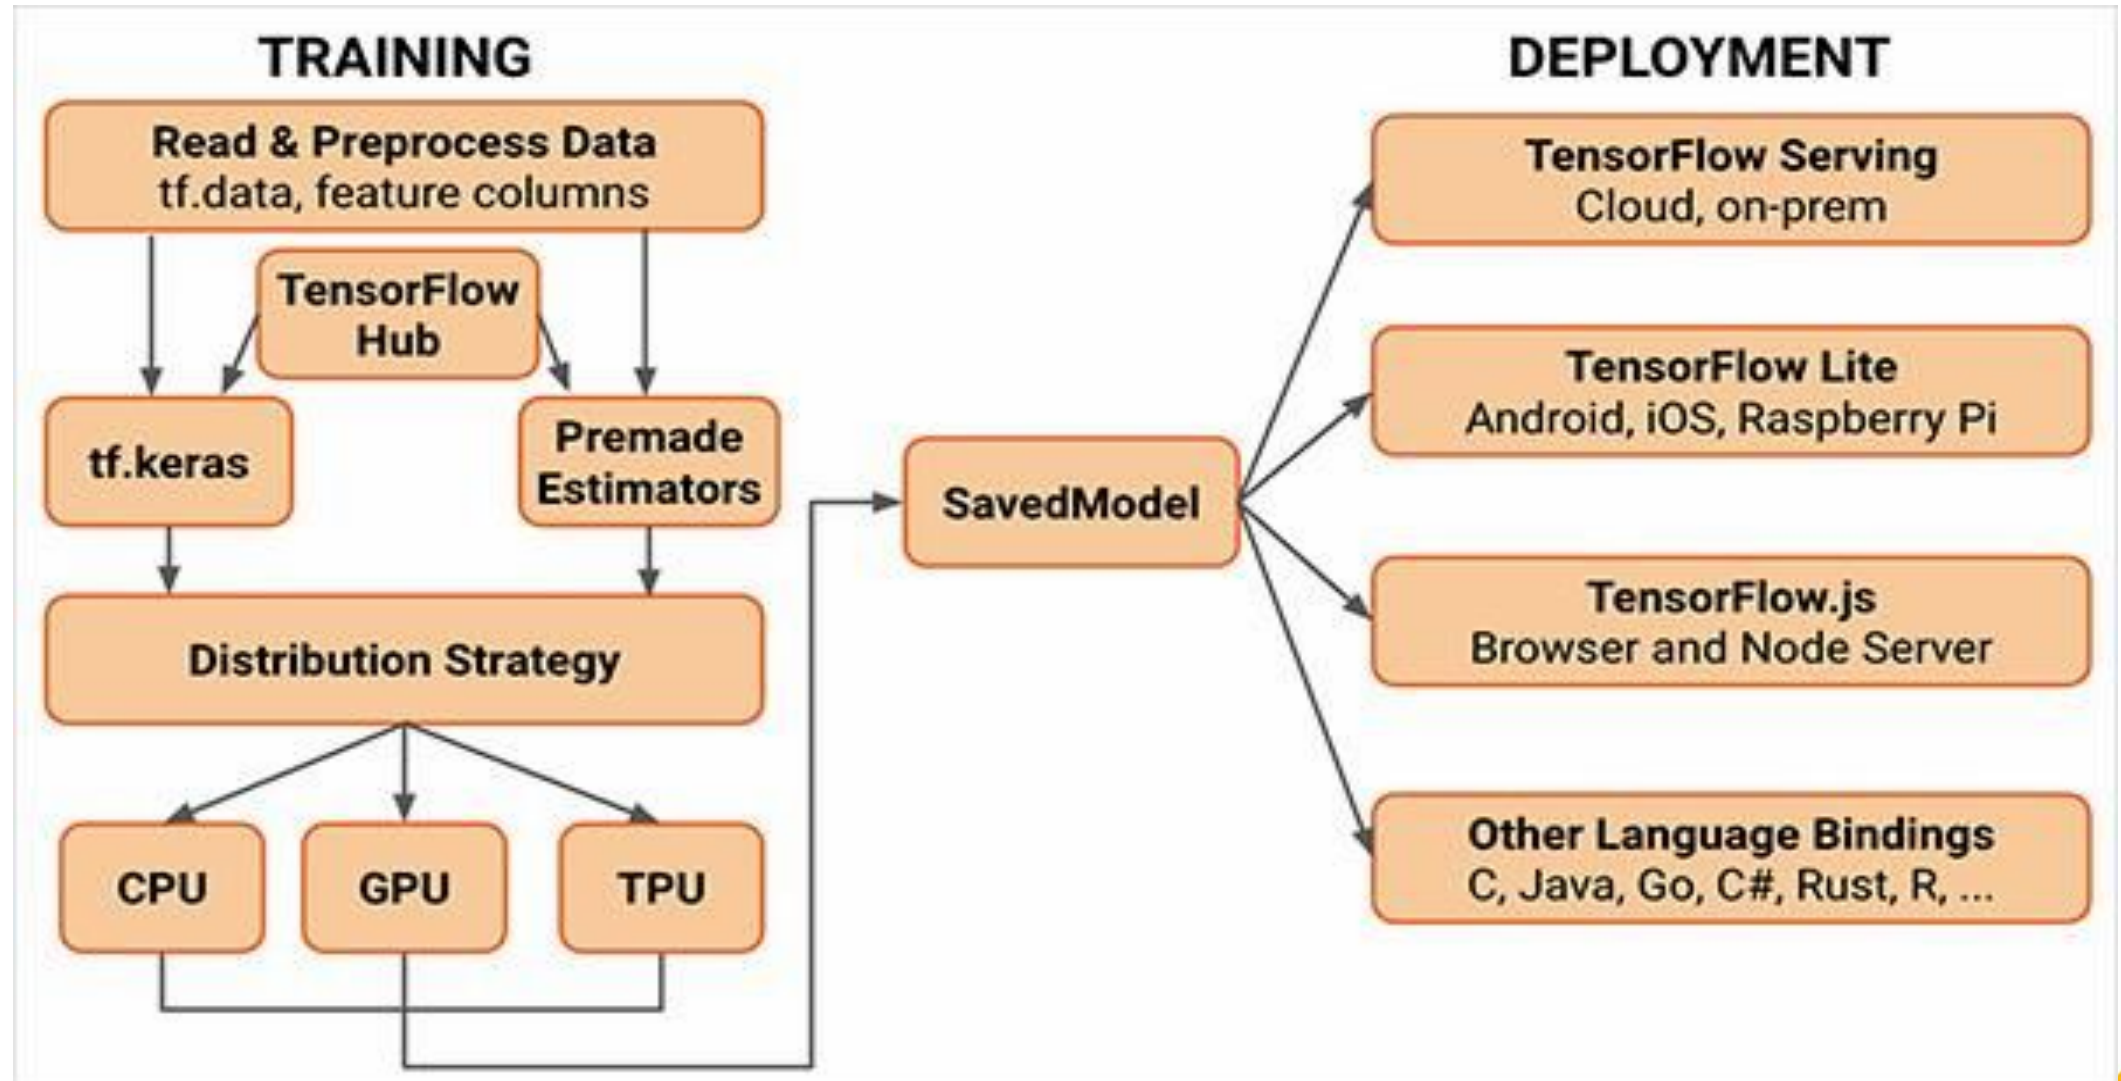 TRAINING
Read & Preprocess Data
tf.data, feature columns
TensorFlow
Hub
tf.keras
Premade
Estimators
Distribution Strategy
CPU
GPU
TPU
SavedModel
DEPLOYMENT
TensorFlow Serving
Cloud, on-prem
TensorFlow Lite
Android, iOS, Raspberry Pi
TensorFlow.js
Browser and Node Server
Other Language Bindings
C, Java, Go, C#, Rust, R, ...